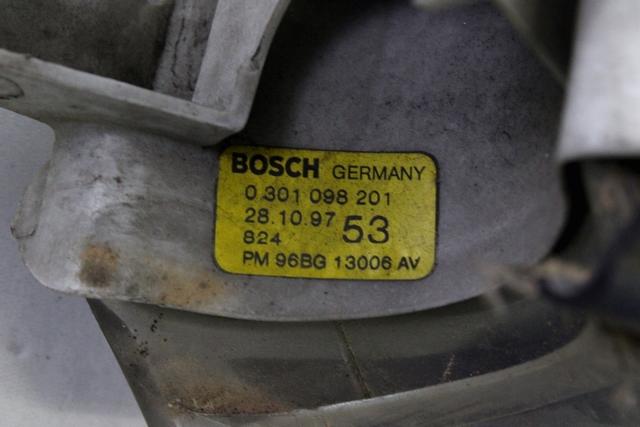 BOSCH GERMANY
0 301 098 201
28.10.97 53
824
PM 96BG 13006 AV